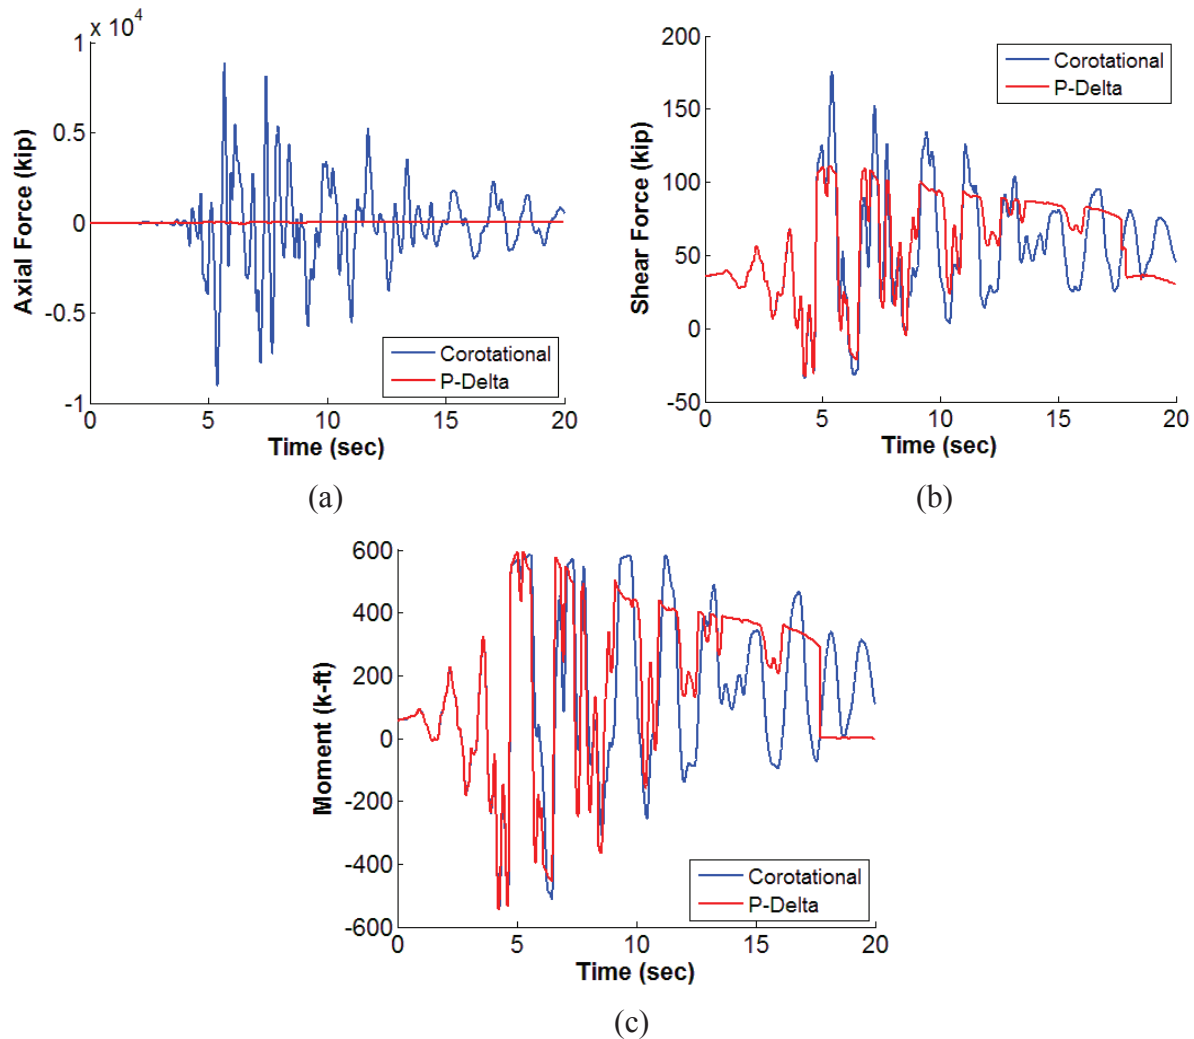 1 x 10^4
0.5
0
-0.5
-1
Axial Force (kip)
0 5 10 15 20
Time (sec)
Corotational
P-Delta
(a)
200
150
100
50
0
-50
Shear Force (kip)
0 5 10 15 20
Time (sec)
Corotational
P-Delta
(b)
600
400
200
0
-200
-400
-600
Moment (k-ft)
0 5 10 15 20
Time (sec)
Corotational
P-Delta
(c)